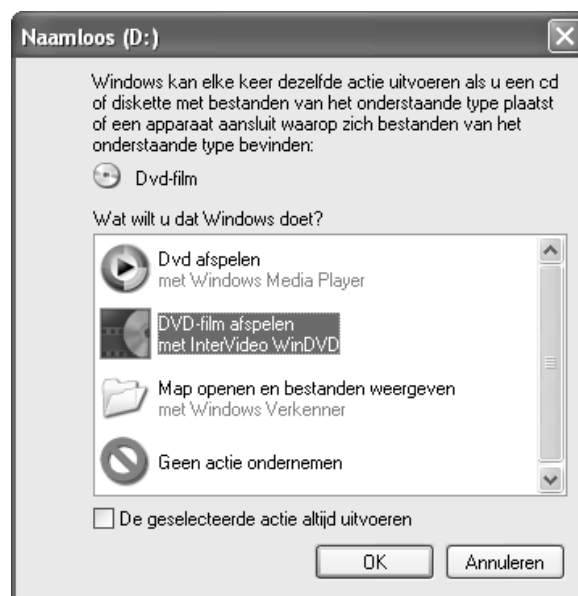 Naamloos (D:)
Windows kan elke keer dezelfde actie uitvoeren als u een cd
of diskette met bestanden van het onderstaande type plaatst
of een apparaat aansluit waarop zich bestanden van het
onderstaande type bevinden:
Dvd-film
Wat wilt u dat Windows doet?
Dvd afspelen
met Windows Media Player
DVD-film afspelen
met InterVideo WinDVD
Map openen en bestanden weergeven
met Windows Verkenner
Geen actie ondernemen
De geselecteerde actie altijd uitvoeren
OK
Annuleren